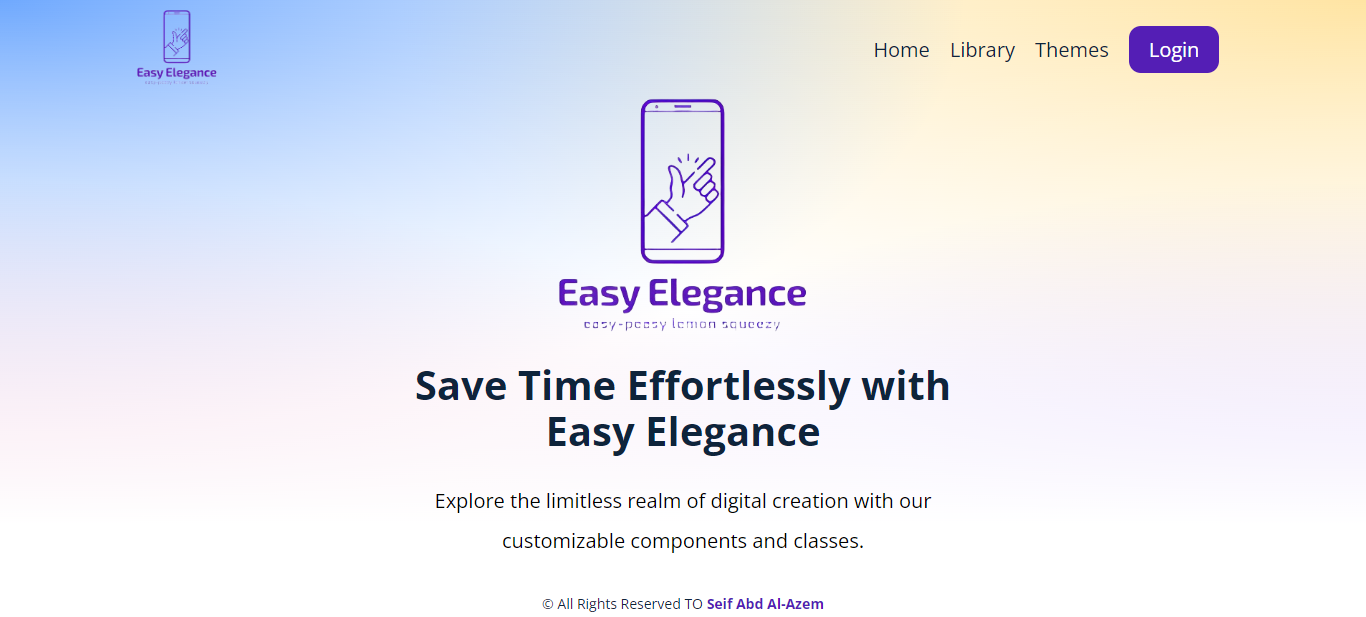 Easy Elegance
Home Library Themes Login
Easy Elegance
easy-peesy lemon squeezy
Save Time Effortlessly with
Easy Elegance
Explore the limitless realm of digital creation with our
customizable components and classes.
© All Rights Reserved TO Seif Abd Al-Azem